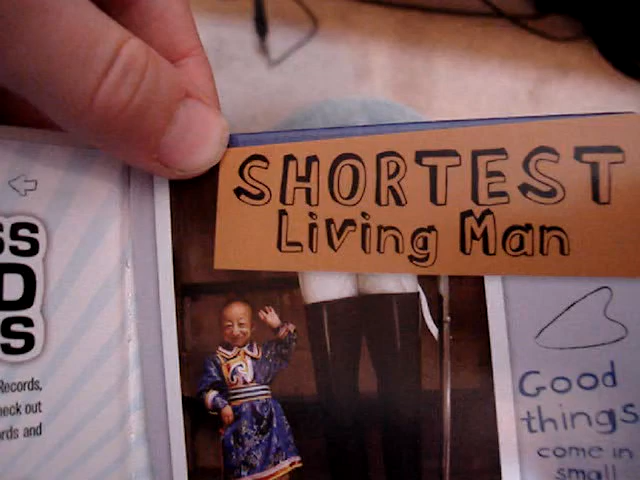 SHORTEST
Living Man
SS
D
S
Records,
heck out
rds and
Good
things
come in
small